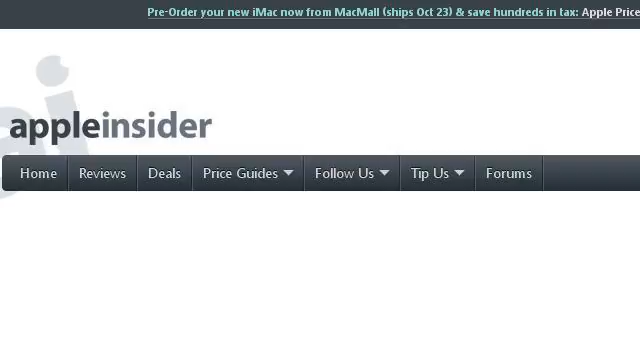 Pre-Order your new iMac now from MacMall (ships Oct 23) & save hundreds in tax: Apple Price
appleinsider
Home Reviews Deals Price Guides Follow Us Tip Us Forums